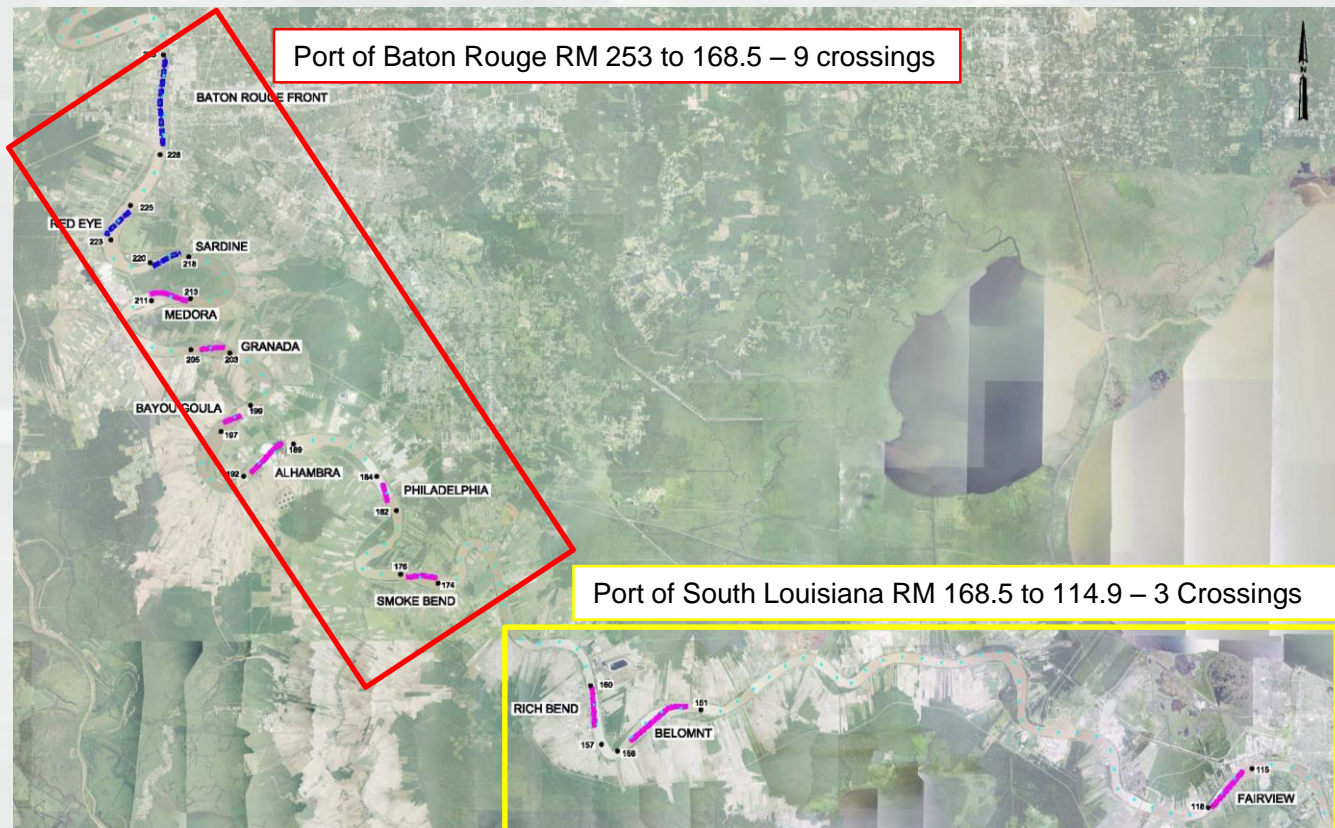 Port of Baton Rouge RM 253 to 168.5 – 9 crossings
N
BATON ROUGE FRONT
228
225
RED EYE
223
SARDINE
220
218
213
211
MEDORA
GRANADA
205
203
199
BAYOU GOULA
197
189
192
ALHAMBRA
184
PHILADELPHIA
182
176
174
SMOKE BEND
Port of South Louisiana RM 168.5 to 114.9 – 3 Crossings
160
RICH BEND
151
BELOMNT
157
115
FAIRVIEW
118